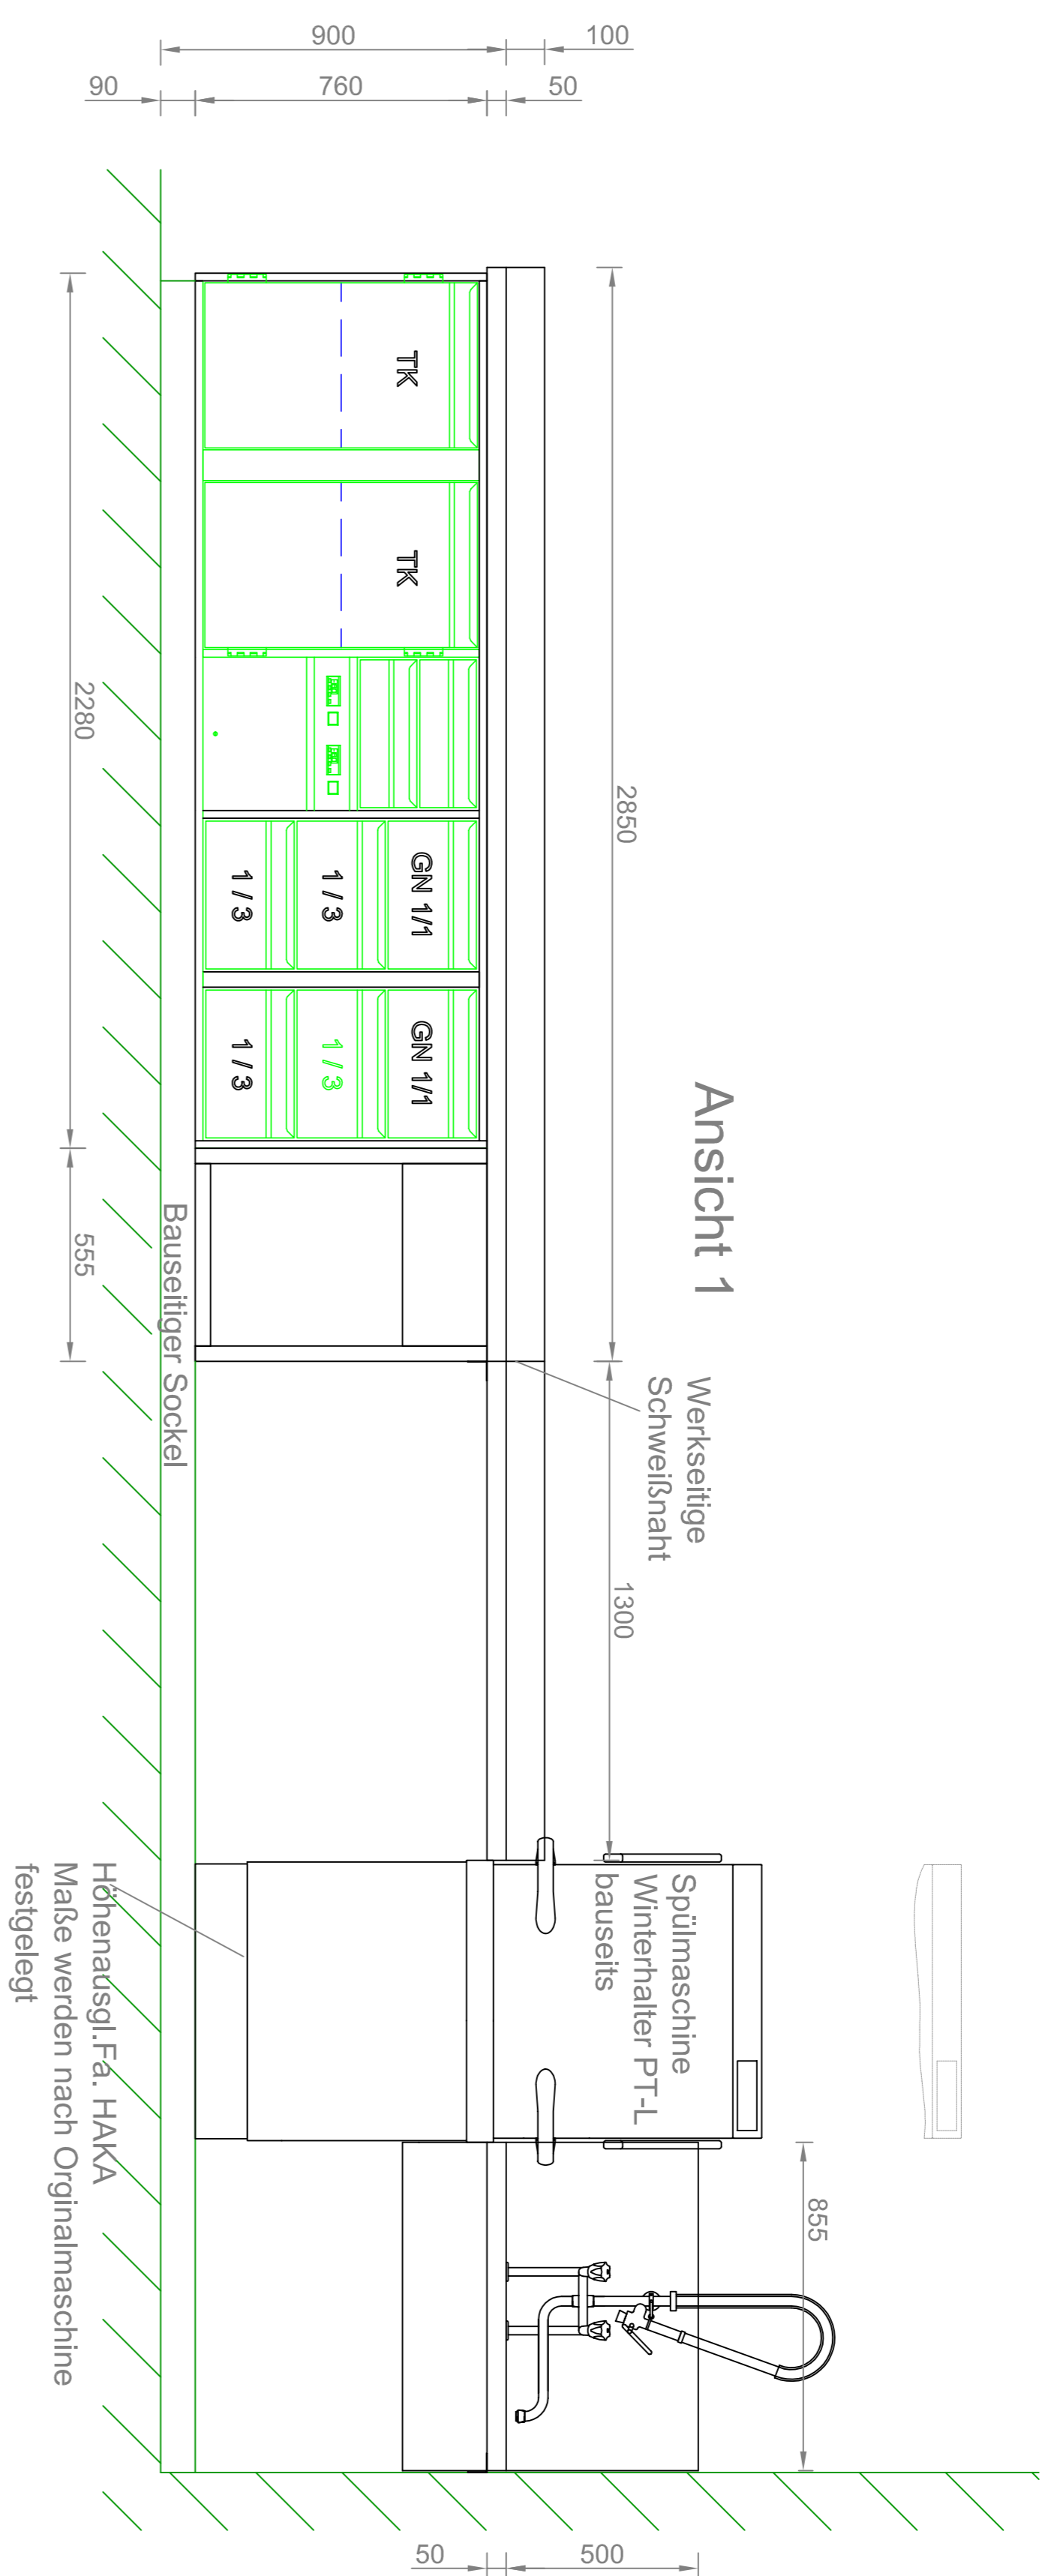 Ansicht 1
900
100
90
760
50
2850
1300
855
Werkseitige
Schweißnaht
Spülmaschine
Winterhalter PT-L
bauseits
TK
TK
GN 1/1
1 / 3
1 / 3
GN 1/1
1 / 3
1 / 3
Bauseitiger Sockel
2280
555
Höhenausgl.Fa. HAKA
Maße werden nach Orginalmaschine
festgelegt
50
500